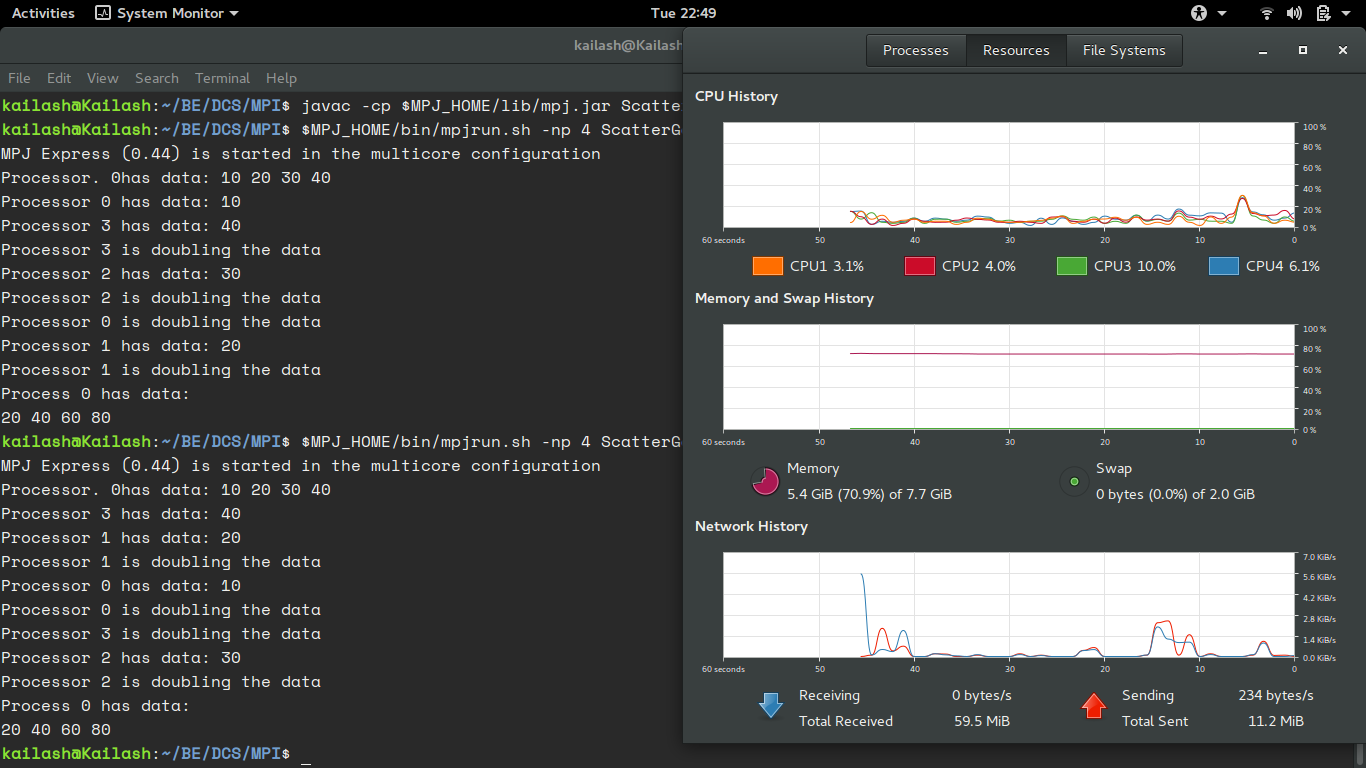 Activities System Monitor Tue 22:49
kailash@Kailash
File Edit View Search Terminal Help
kailash@Kailash:~/BE/DCS/MPI$ javac -cp $MPJ_HOME/lib/mpj.jar Scatte
kailash@Kailash:~/BE/DCS/MPI$ $MPJ_HOME/bin/mpjrun.sh -np 4 ScatterG
MPJ Express (0.44) is started in the multicore configuration
Processor. 0has data: 10 20 30 40
Processor 0 has data: 10
Processor 3 has data: 40
Processor 3 is doubling the data
Processor 2 has data: 30
Processor 2 is doubling the data
Processor 0 is doubling the data
Processor 1 has data: 20
Processor 1 is doubling the data
Process 0 has data:
20 40 60 80
kailash@Kailash:~/BE/DCS/MPI$ $MPJ_HOME/bin/mpjrun.sh -np 4 ScatterG
MPJ Express (0.44) is started in the multicore configuration
Processor. 0has data: 10 20 30 40
Processor 3 has data: 40
Processor 1 has data: 20
Processor 1 is doubling the data
Processor 0 has data: 10
Processor 0 is doubling the data
Processor 3 is doubling the data
Processor 2 has data: 30
Processor 2 is doubling the data
Process 0 has data:
20 40 60 80
kailash@Kailash:~/BE/DCS/MPI$ _
Processes Resources File Systems
CPU History
100 %
80 %
60 %
40 %
20 %
0 %
60 seconds 50 40 30 20 10 0
CPU1 3.1% CPU2 4.0% CPU3 10.0% CPU4 6.1%
Memory and Swap History
100 %
80 %
60 %
40 %
20 %
0 %
60 seconds 50 40 30 20 10 0
Memory Swap
5.4 GiB (70.9%) of 7.7 GiB 0 bytes (0.0%) of 2.0 GiB
Network History
7.0 KiB/s
5.6 KiB/s
4.2 KiB/s
2.8 KiB/s
1.4 KiB/s
0.0 KiB/s
60 seconds 50 40 30 20 10 0
Receiving 0 bytes/s Sending 234 bytes/s
Total Received 59.5 MiB Total Sent 11.2 MiB